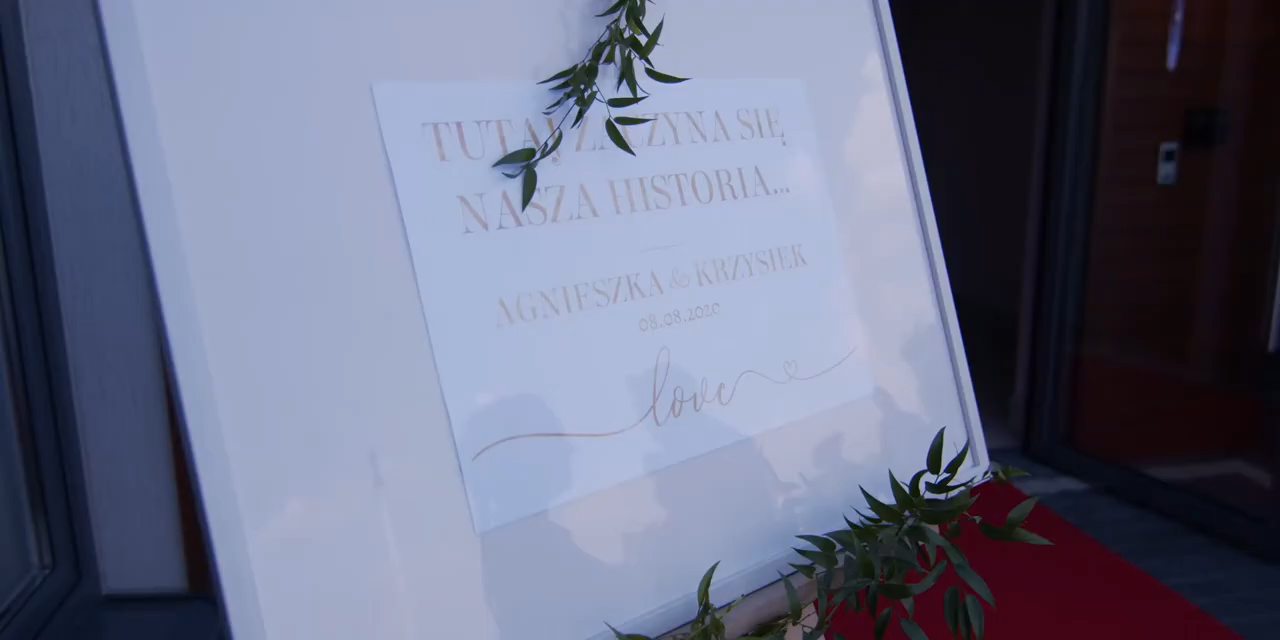 TUTAJ ZACZYNA SIĘ
NASZA HISTORIA...
AGNIESZKA & KRZYSIEK
08.08.2020
love